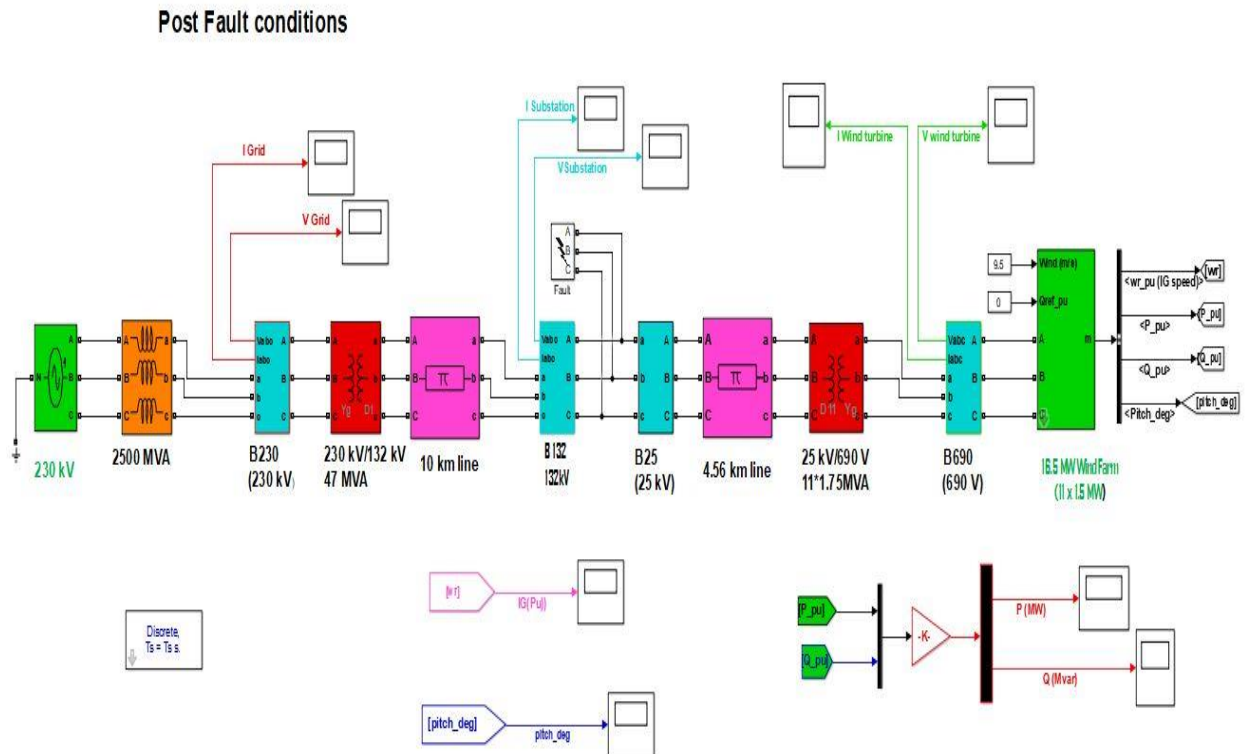 Post Fault conditions
I Grid
V Grid
I Substation
V Substation
I Wind turbine
V wind turbine
A
B
C
Fault
9.5
0
Wind (m/s)
Qref_pu
A
B
m
[wr]
<wr_pu (IG speed)>
[P_pu]
<P_pu>
[Q_pu]
<Q_pu>
[pitch_deg]
<Pitch_deg>
N
A
B
C
230 kV
A
B
C
a
b
c
2500 MVA
Vabc
Iabc
a
b
c
A
B
C
B230
(230 kV)
A
B
C
a
b
c
Yg
D1
230 kV/132 kV
47 MVA
A
B
C
π
a
b
c
10 km line
Vabc
Iabc
a
b
c
A
B
C
B132
132kV
a
b
c
A
B
C
B25
(25 kV)
A
B
C
π
a
b
c
4.56 km line
A
B
C
a
b
c
D11
Yg
25 kV/690 V
11*1.75MVA
Vabc
Iabc
a
b
c
A
B
C
B690
(690 V)
16.5 MW Wind Farm
(11 x 1.5 MW)
Discrete,
Ts = Ts s.
[wr]
IG(Pu))
[pitch_deg]
pitch_deg
[P_pu]
[Q_pu]
-K-
P (MW)
Q (Mvar)